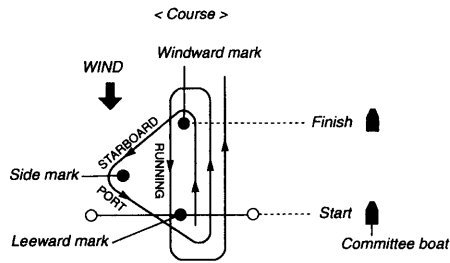 < Course >
Windward mark
WIND
Finish
STARBOARD
RUNNING
Side mark
PORT
Start
Leeward mark
Committee boat